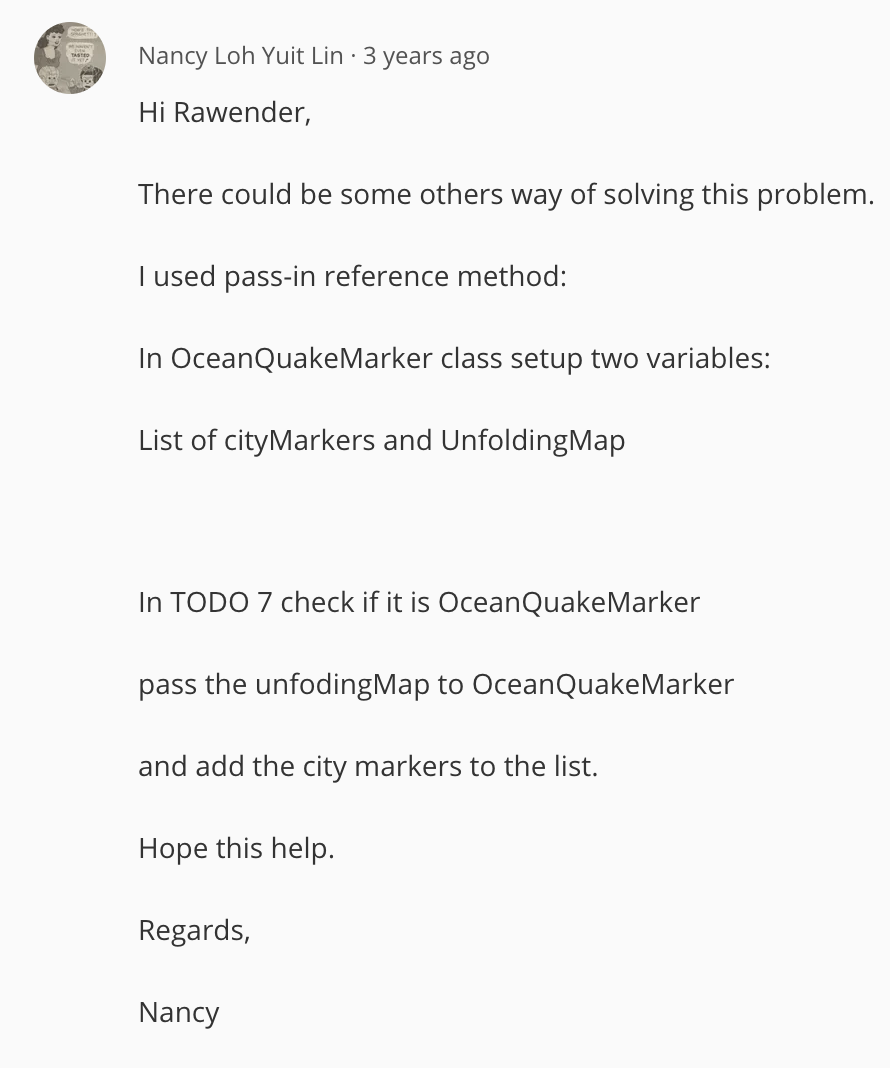 Nancy Loh Yuit Lin · 3 years ago
Hi Rawender,
There could be some others way of solving this problem.
I used pass-in reference method:
In OceanQuakeMarker class setup two variables:
List of cityMarkers and UnfoldingMap
In TODO 7 check if it is OceanQuakeMarker
pass the unfodingMap to OceanQuakeMarker
and add the city markers to the list.
Hope this help.
Regards,
Nancy